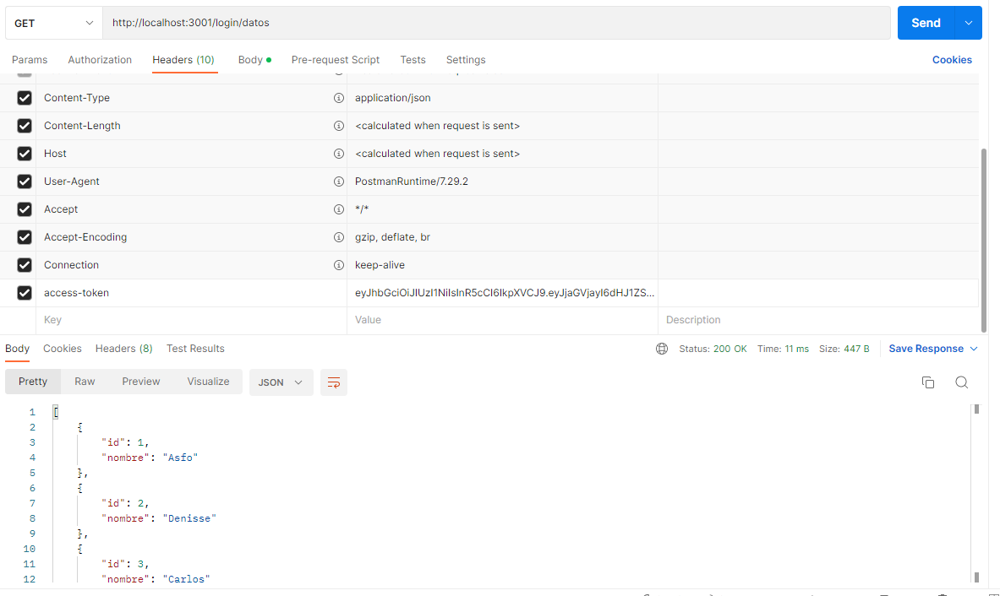 GET http://localhost:3001/login/datos Send
Params Authorization Headers (10) Body Pre-request Script Tests Settings Cookies
Content-Type application/json
Content-Length <calculated when request is sent>
Host <calculated when request is sent>
User-Agent PostmanRuntime/7.29.2
Accept */*
Accept-Encoding gzip, deflate, br
Connection keep-alive
access-token eyJhbGciOiJIUzI1NiIsInR5cCI6IkpXVCJ9.eyJjaGVjayI6dHJ1ZS...
Key Value Description
Body Cookies Headers (8) Test Results Status: 200 OK Time: 11 ms Size: 447 B Save Response
Pretty Raw Preview Visualize JSON
1 [
2 {
3 "id": 1,
4 "nombre": "Asfo"
5 },
6 {
7 "id": 2,
8 "nombre": "Denisse"
9 },
10 {
11 "id": 3,
12 "nombre": "Carlos"